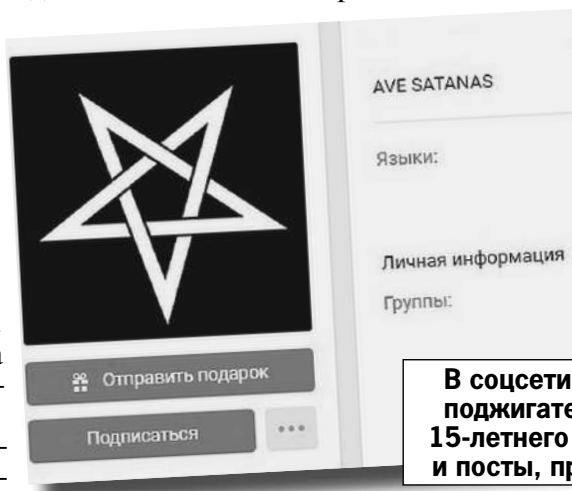 AVE SATANAS
Языки:
Личная информация
Группы:
Отправить подарок
Подписаться
В соцсети
15-летнего
и посты,